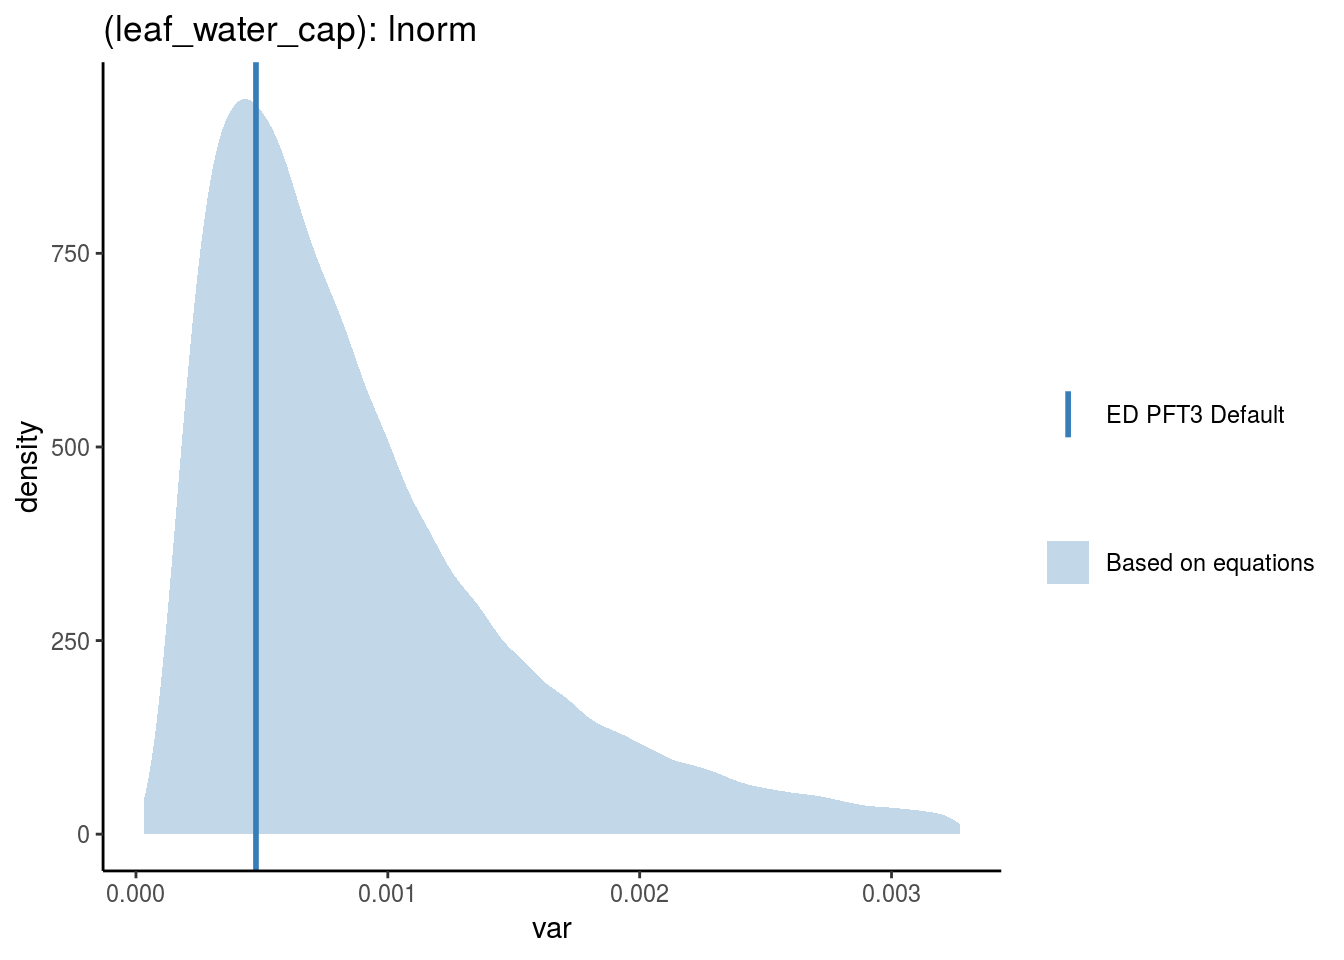 (leaf_water_cap): lnorm
density
750
500
250
0
0.000
0.001
0.002
0.003
var
ED PFT3 Default
Based on equations